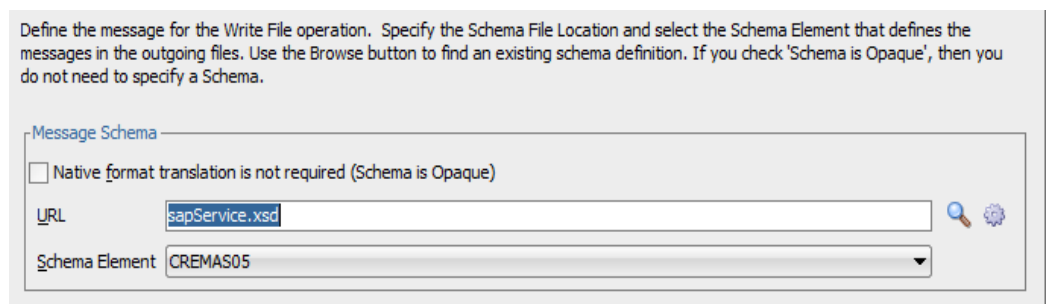 Define the message for the Write File operation.  Specify the Schema File Location and select the Schema Element that defines the
messages in the outgoing files. Use the Browse button to find an existing schema definition. If you check 'Schema is Opaque', then you
do not need to specify a Schema.
Message Schema
Native format translation is not required (Schema is Opaque)
URL sapService.xsd
Schema Element CREMAS05